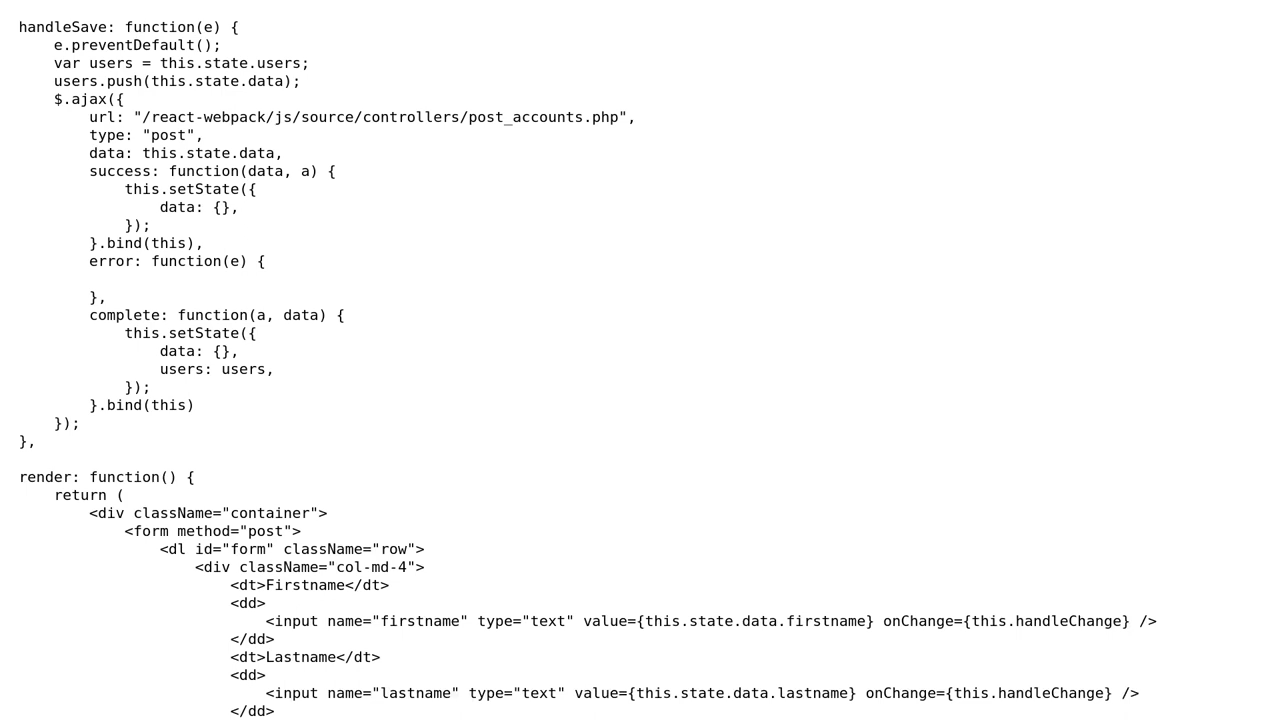 handleSave: function(e) {
    e.preventDefault();
    var users = this.state.users;
    users.push(this.state.data);
    $.ajax({
        url: "/react-webpack/js/source/controllers/post_accounts.php",
        type: "post",
        data: this.state.data,
        success: function(data, a) {
            this.setState({
                data: {},
            });
        }.bind(this),
        error: function(e) {

        },
        complete: function(a, data) {
            this.setState({
                data: {},
                users: users,
            });
        }.bind(this)
    });
},

render: function() {
    return (
        <div className="container">
            <form method="post">
                <dl id="form" className="row">
                    <div className="col-md-4">
                        <dt>Firstname</dt>
                        <dd>
                            <input name="firstname" type="text" value={this.state.data.firstname} onChange={this.handleChange} />
                        </dd>
                        <dt>Lastname</dt>
                        <dd>
                            <input name="lastname" type="text" value={this.state.data.lastname} onChange={this.handleChange} />
                        </dd>